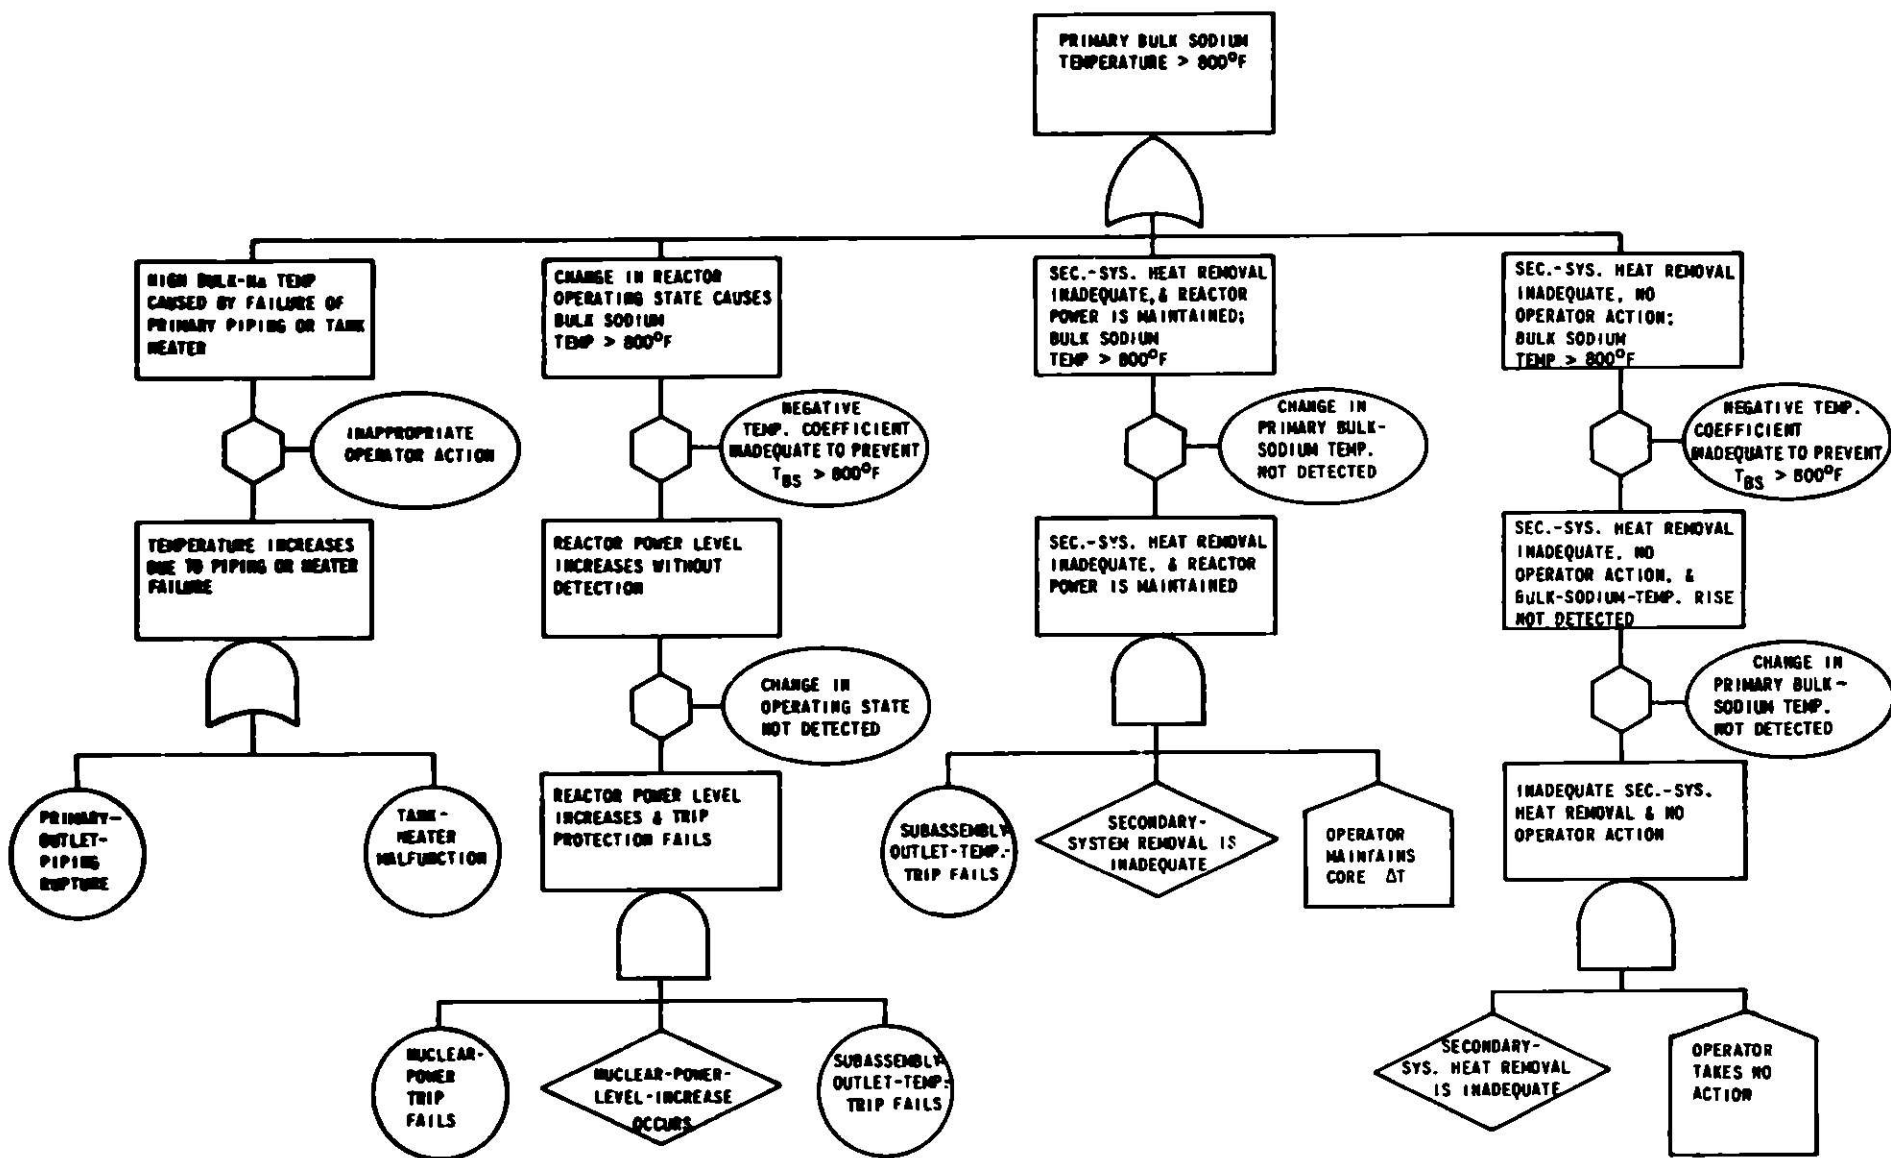 PRIMARY BULK SODIUM
TEMPERATURE > 800°F
HIGH BULK-Na TEMP
CAUSED BY FAILURE OF
PRIMARY PIPING OR TANK
HEATER
CHANGE IN REACTOR
OPERATING STATE CAUSES
BULK SODIUM
TEMP > 800°F
SEC.-SYS. HEAT REMOVAL
INADEQUATE, & REACTOR
POWER IS MAINTAINED;
BULK SODIUM
TEMP > 800°F
SEC.-SYS. HEAT REMOVAL
INADEQUATE, NO
OPERATOR ACTION;
BULK SODIUM
TEMP > 800°F
INAPPROPRIATE
OPERATOR ACTION
NEGATIVE
TEMP. COEFFICIENT
INADEQUATE TO PREVENT
TBS > 800°F
CHANGE IN
PRIMARY BULK-
SODIUM TEMP.
NOT DETECTED
NEGATIVE TEMP.
COEFFICIENT
INADEQUATE TO PREVENT
TBS > 800°F
TEMPERATURE INCREASES
DUE TO PIPING OR HEATER
FAILURE
REACTOR POWER LEVEL
INCREASES WITHOUT
DETECTION
SEC.-SYS. HEAT REMOVAL
INADEQUATE, & REACTOR
POWER IS MAINTAINED
SEC.-SYS. HEAT REMOVAL
INADEQUATE, NO
OPERATOR ACTION, &
BULK-SODIUM-TEMP. RISE
NOT DETECTED
CHANGE IN
OPERATING STATE
NOT DETECTED
CHANGE IN
PRIMARY BULK-
SODIUM TEMP.
NOT DETECTED
PRIMARY-
OUTLET-
PIPING
RUPTURE
TANK-
HEATER
MALFUNCTION
REACTOR POWER LEVEL
INCREASES & TRIP
PROTECTION FAILS
SUBASSEMBLY
OUTLET-TEMP.-
TRIP FAILS
SECONDARY-
SYSTEM REMOVAL IS
INADEQUATE
OPERATOR
MAINTAINS
CORE ΔT
INADEQUATE SEC.-SYS.
HEAT REMOVAL & NO
OPERATOR ACTION
NUCLEAR-
POWER
TRIP
FAILS
NUCLEAR-POWER-
LEVEL-INCREASE
OCCURS
SUBASSEMBLY-
OUTLET-TEMP.-
TRIP FAILS
SECONDARY-
SYS. HEAT REMOVAL
IS INADEQUATE
OPERATOR
TAKES NO
ACTION